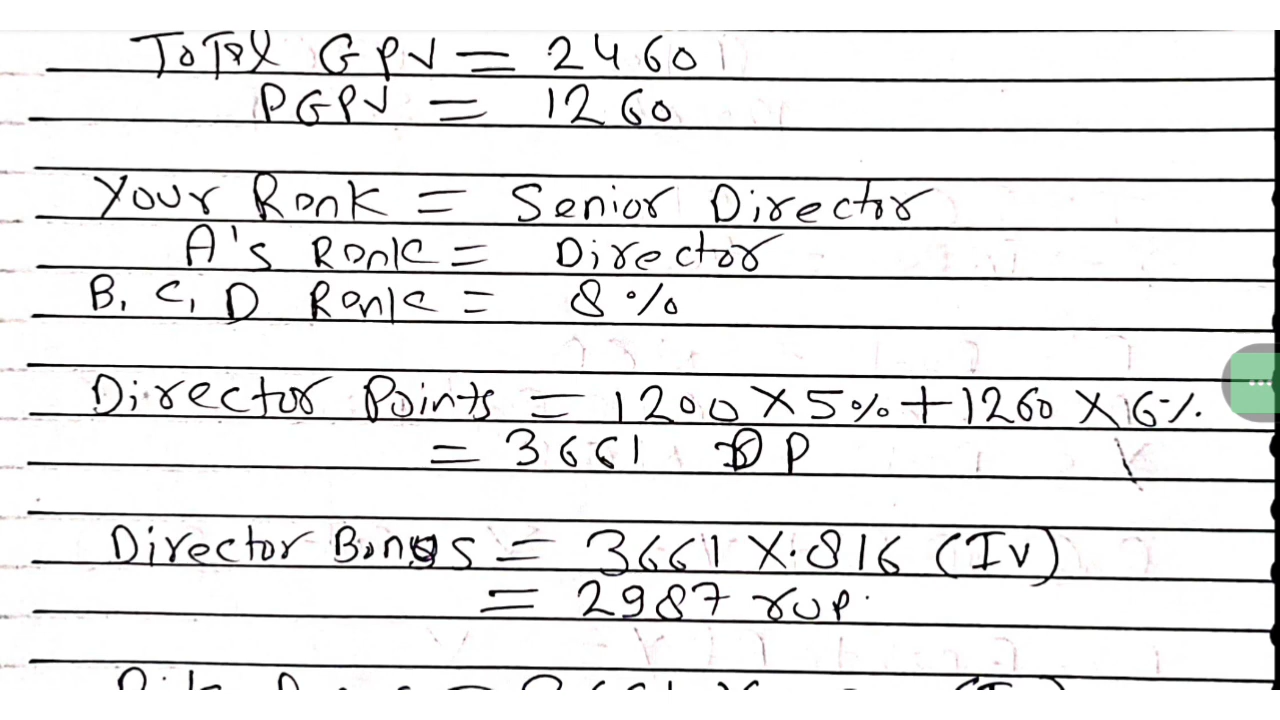 Total GPV = 2460
PGPV = 1260
Your Rank = Senior Director
A's Rank = Director
B, C, D Rank = 8%
Director Points = 1200 X 5% + 1260 X 16%
= 3661 DP
Director Bonus = 3661 X .816 (IV)
= 2987 rup.